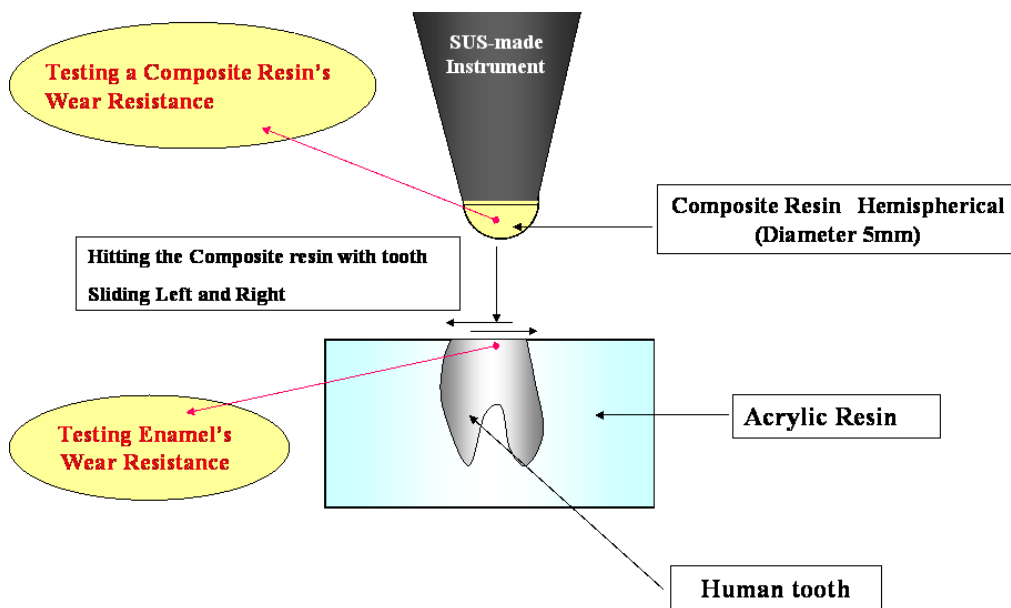 SUS-made
Instrument
Testing a Composite Resin's
Wear Resistance
Composite Resin Hemispherical
(Diameter 5mm)
Hitting the Composite resin with tooth
Sliding Left and Right
Acrylic Resin
Testing Enamel's
Wear Resistance
Human tooth